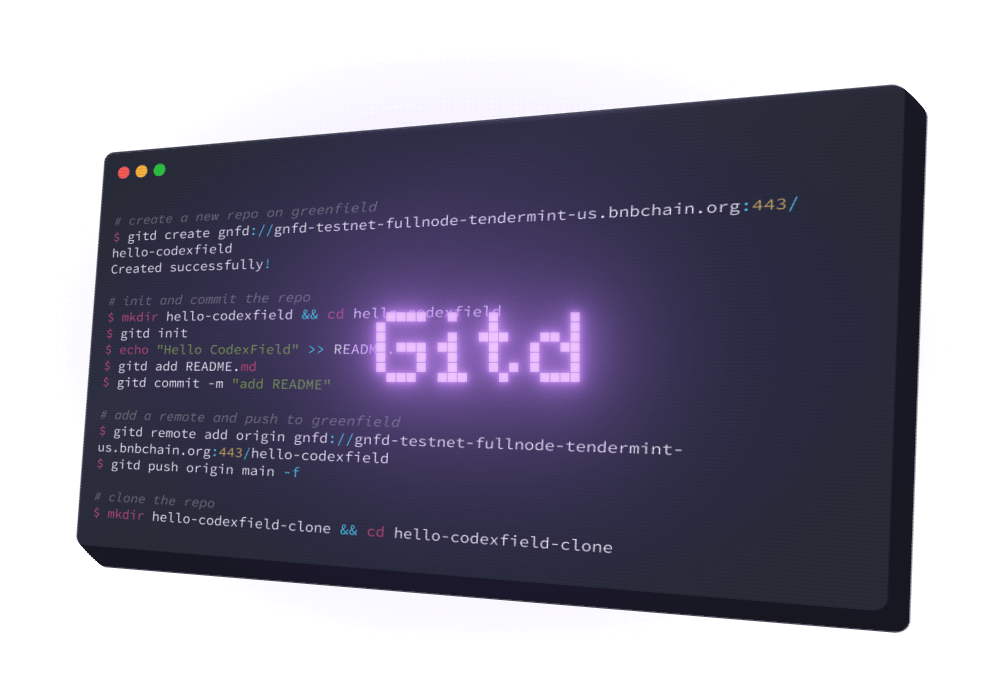 # create a new repo on greenfield
$ gitd create gnfd://gnfd-testnet-fullnode-tendermint-us.bnbchain.org:443/
hello-codexfield
Created successfully!
# init and commit the repo
$ mkdir hello-codexfield && cd hello-codexfield
$ gitd init
$ echo "Hello CodexField" >> README.
$ gitd add README.md
$ gitd commit -m "add README"
Gitd
# add a remote and push to greenfield
$ gitd remote add origin gnfd://gnfd-testnet-fullnode-tendermint-
us.bnbchain.org:443/hello-codexfield
$ gitd push origin main -f
# clone the repo
$ mkdir hello-codexfield-clone && cd hello-codexfield-clone